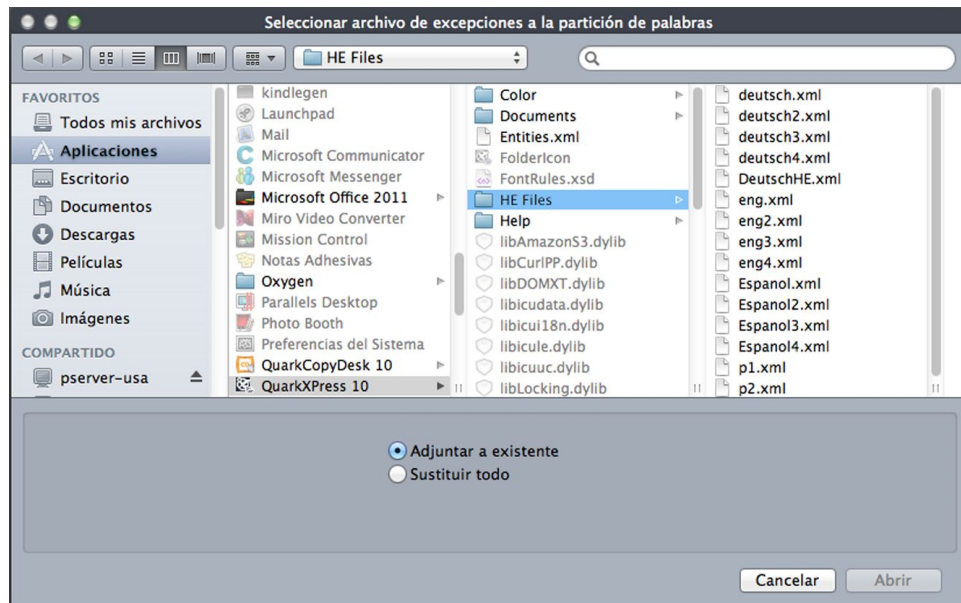 Seleccionar archivo de excepciones a la partición de palabras
HE Files
FAVORITOS
Todos mis archivos
Aplicaciones
Escritorio
Documentos
Descargas
Películas
Música
Imágenes
COMPARTIDO
pserver-usa
kindlegen
Launchpad
Mail
Microsoft Communicator
Microsoft Messenger
Microsoft Office 2011
Miro Video Converter
Mission Control
Notas Adhesivas
Oxygen
Parallels Desktop
Photo Booth
Preferencias del Sistema
QuarkCopyDesk 10
QuarkXPress 10
Color
Documents
Entities.xml
FolderIcon
FontRules.xsd
HE Files
Help
libAmazonS3.dylib
libCurlPP.dylib
libDOMXT.dylib
libicudata.dylib
libicui18n.dylib
libicule.dylib
libicuuc.dylib
libLocking.dylib
deutsch.xml
deutsch2.xml
deutsch3.xml
deutsch4.xml
DeutschHE.xml
eng.xml
eng2.xml
eng3.xml
eng4.xml
Espanol.xml
Espanol2.xml
Espanol3.xml
Espanol4.xml
p1.xml
p2.xml
Adjuntar a existente
Sustituir todo
Cancelar
Abrir